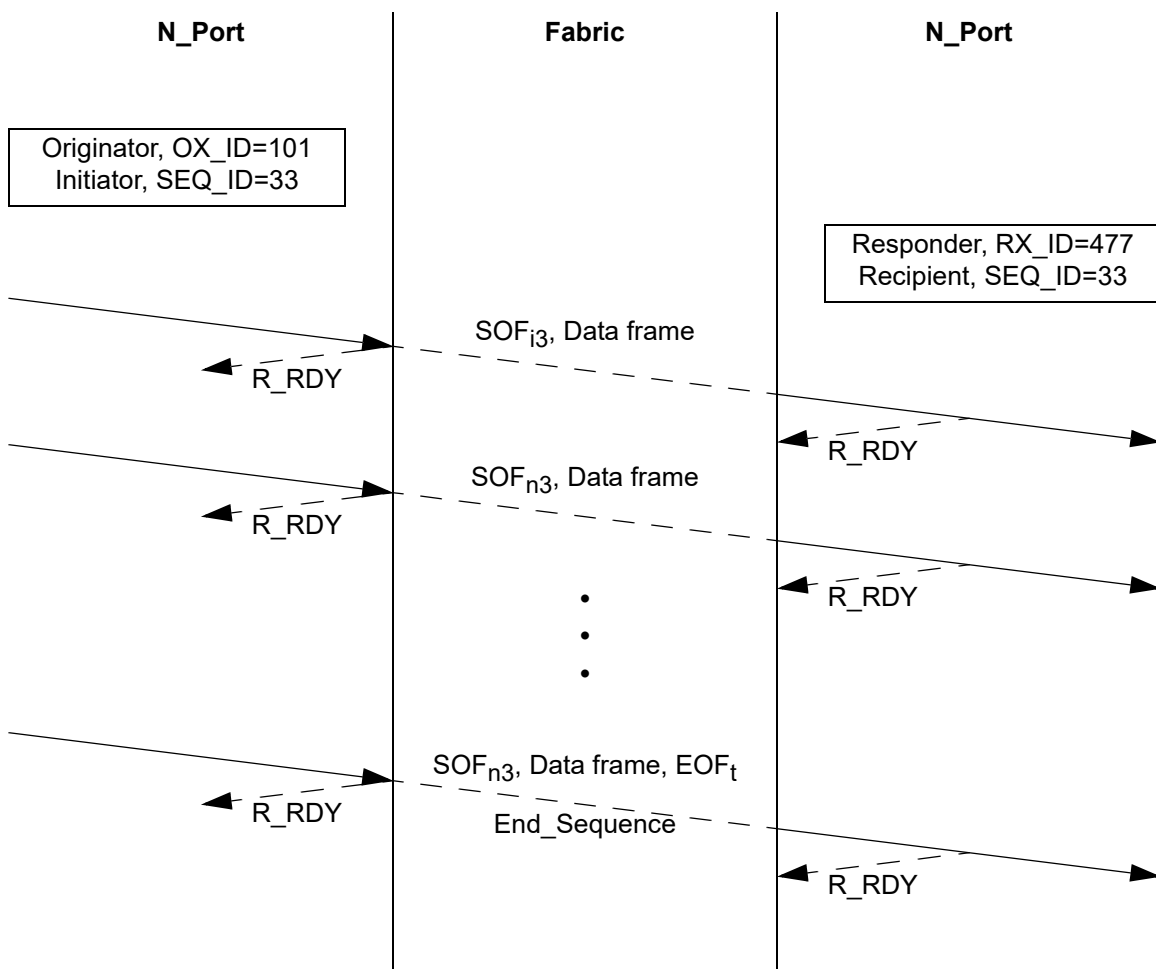 N_Port
Fabric
N_Port
Originator, OX_ID=101
Initiator, SEQ_ID=33
Responder, RX_ID=477
Recipient, SEQ_ID=33
SOFi3, Data frame
R_RDY
R_RDY
SOFn3, Data frame
R_RDY
R_RDY
SOFn3, Data frame, EOFt
R_RDY
End_Sequence
R_RDY